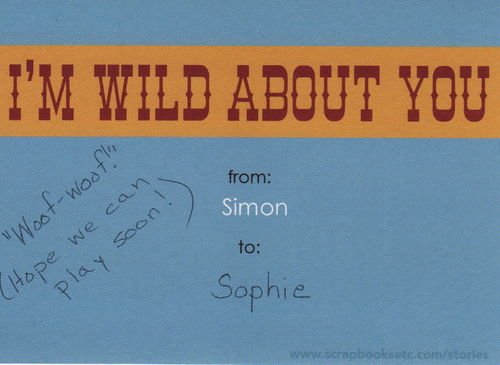 I'M WILD ABOUT YOU
"Woof-woof!"
(Hope we can
play soon!)
from:
Simon
to:
Sophie
www.scrapbooksetc.com/stories